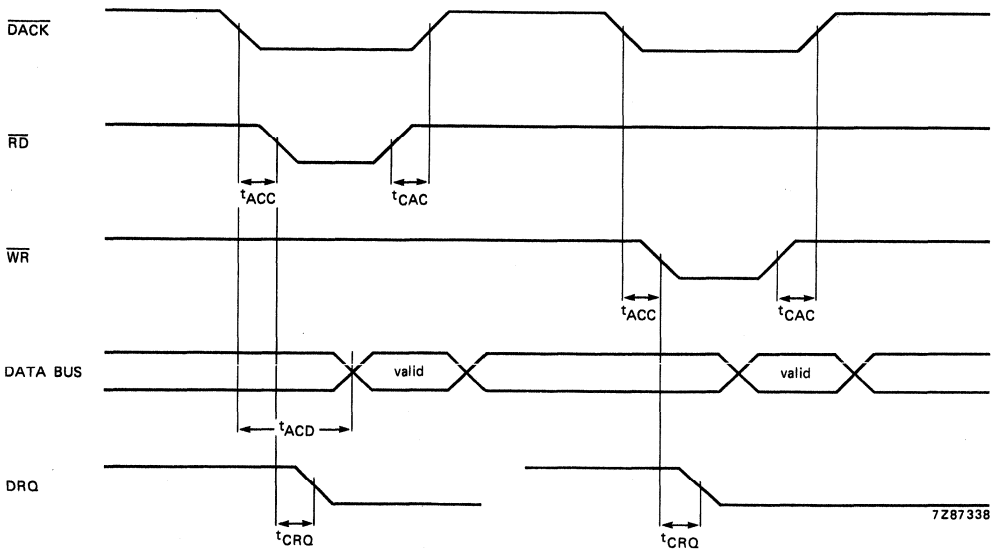 DACK
RD
tACC
tCAC
WR
tACC
tCAC
DATA BUS
valid
valid
tACD
DRQ
7Z87338
tCRQ
tCRQ